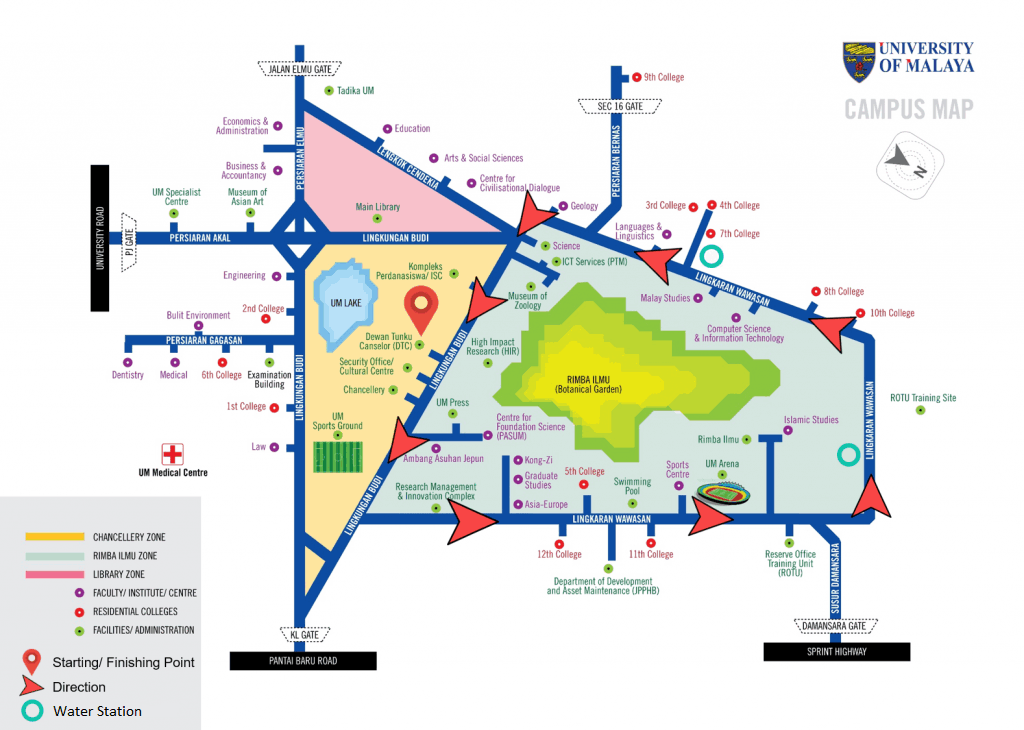 UNIVERSITY
OF MALAYA
CAMPUS MAP
N
JALAN ELMU GATE
Tadika UM
9th College
SEC 16 GATE
Economics &
Administration
Education
PERSIARAN ELMU
LENGKOK CENDEKIA
PERSIARAN BERNAS
Arts & Social Sciences
Business &
Accountancy
Centre for
Civilisational Dialogue
UM Specialist
Centre
Museum of
Asian Art
Main Library
Geology
3rd College
4th College
Languages &
Linguistics
7th College
UNIVERSITY ROAD
PJ GATE
PERSIARAN AKAL
LINGKUNGAN BUDI
Science
ICT Services (PTM)
Engineering
Kompleks
Perdanasiswa/ ISC
UM LAKE
Museum of
Zoology
Malay Studies
LINGKARAN WAWASAN
8th College
10th College
2nd College
Bulit Environment
Computer Science
& Information Technology
PERSIARAN GAGASAN
Dewan Tunku
Canselor (DTC)
High Impact
Research (HIR)
LINGKUNGAN BUDI
Dentistry
Medical
6th College
Examination
Building
Security Office/
Cultural Centre
Chancellery
LINGKUNGAN BUDI
RIMBA ILMU
(Botanical Garden)
LINGKARAN WAWASAN
ROTU Training Site
1st College
UM
Sports Ground
UM Press
Centre for
Foundation Science
(PASUM)
Islamic Studies
Rimba Ilmu
Law
Ambang Asuhan Jepun
UM Medical Centre
Kong-Zi
Graduate
Studies
Asia-Europe
5th College
Sports
Centre
UM Arena
Swimming
Pool
Research Management
& Innovation Complex
LINGKUNGAN BUDI
LINGKARAN WAWASAN
12th College
11th College
Department of Development
and Asset Maintenance (JPPHB)
Reserve Office
Training Unit
(ROTU)
SUSUR DAMANSARA
DAMANSARA GATE
SPRINT HIGHWAY
KL GATE
PANTAI BARU ROAD
CHANCELLERY ZONE
RIMBA ILMU ZONE
LIBRARY ZONE
FACULTY/ INSTITUTE/ CENTRE
RESIDENTIAL COLLEGES
FACILITIES/ ADMINISTRATION
Starting/ Finishing Point
Direction
Water Station